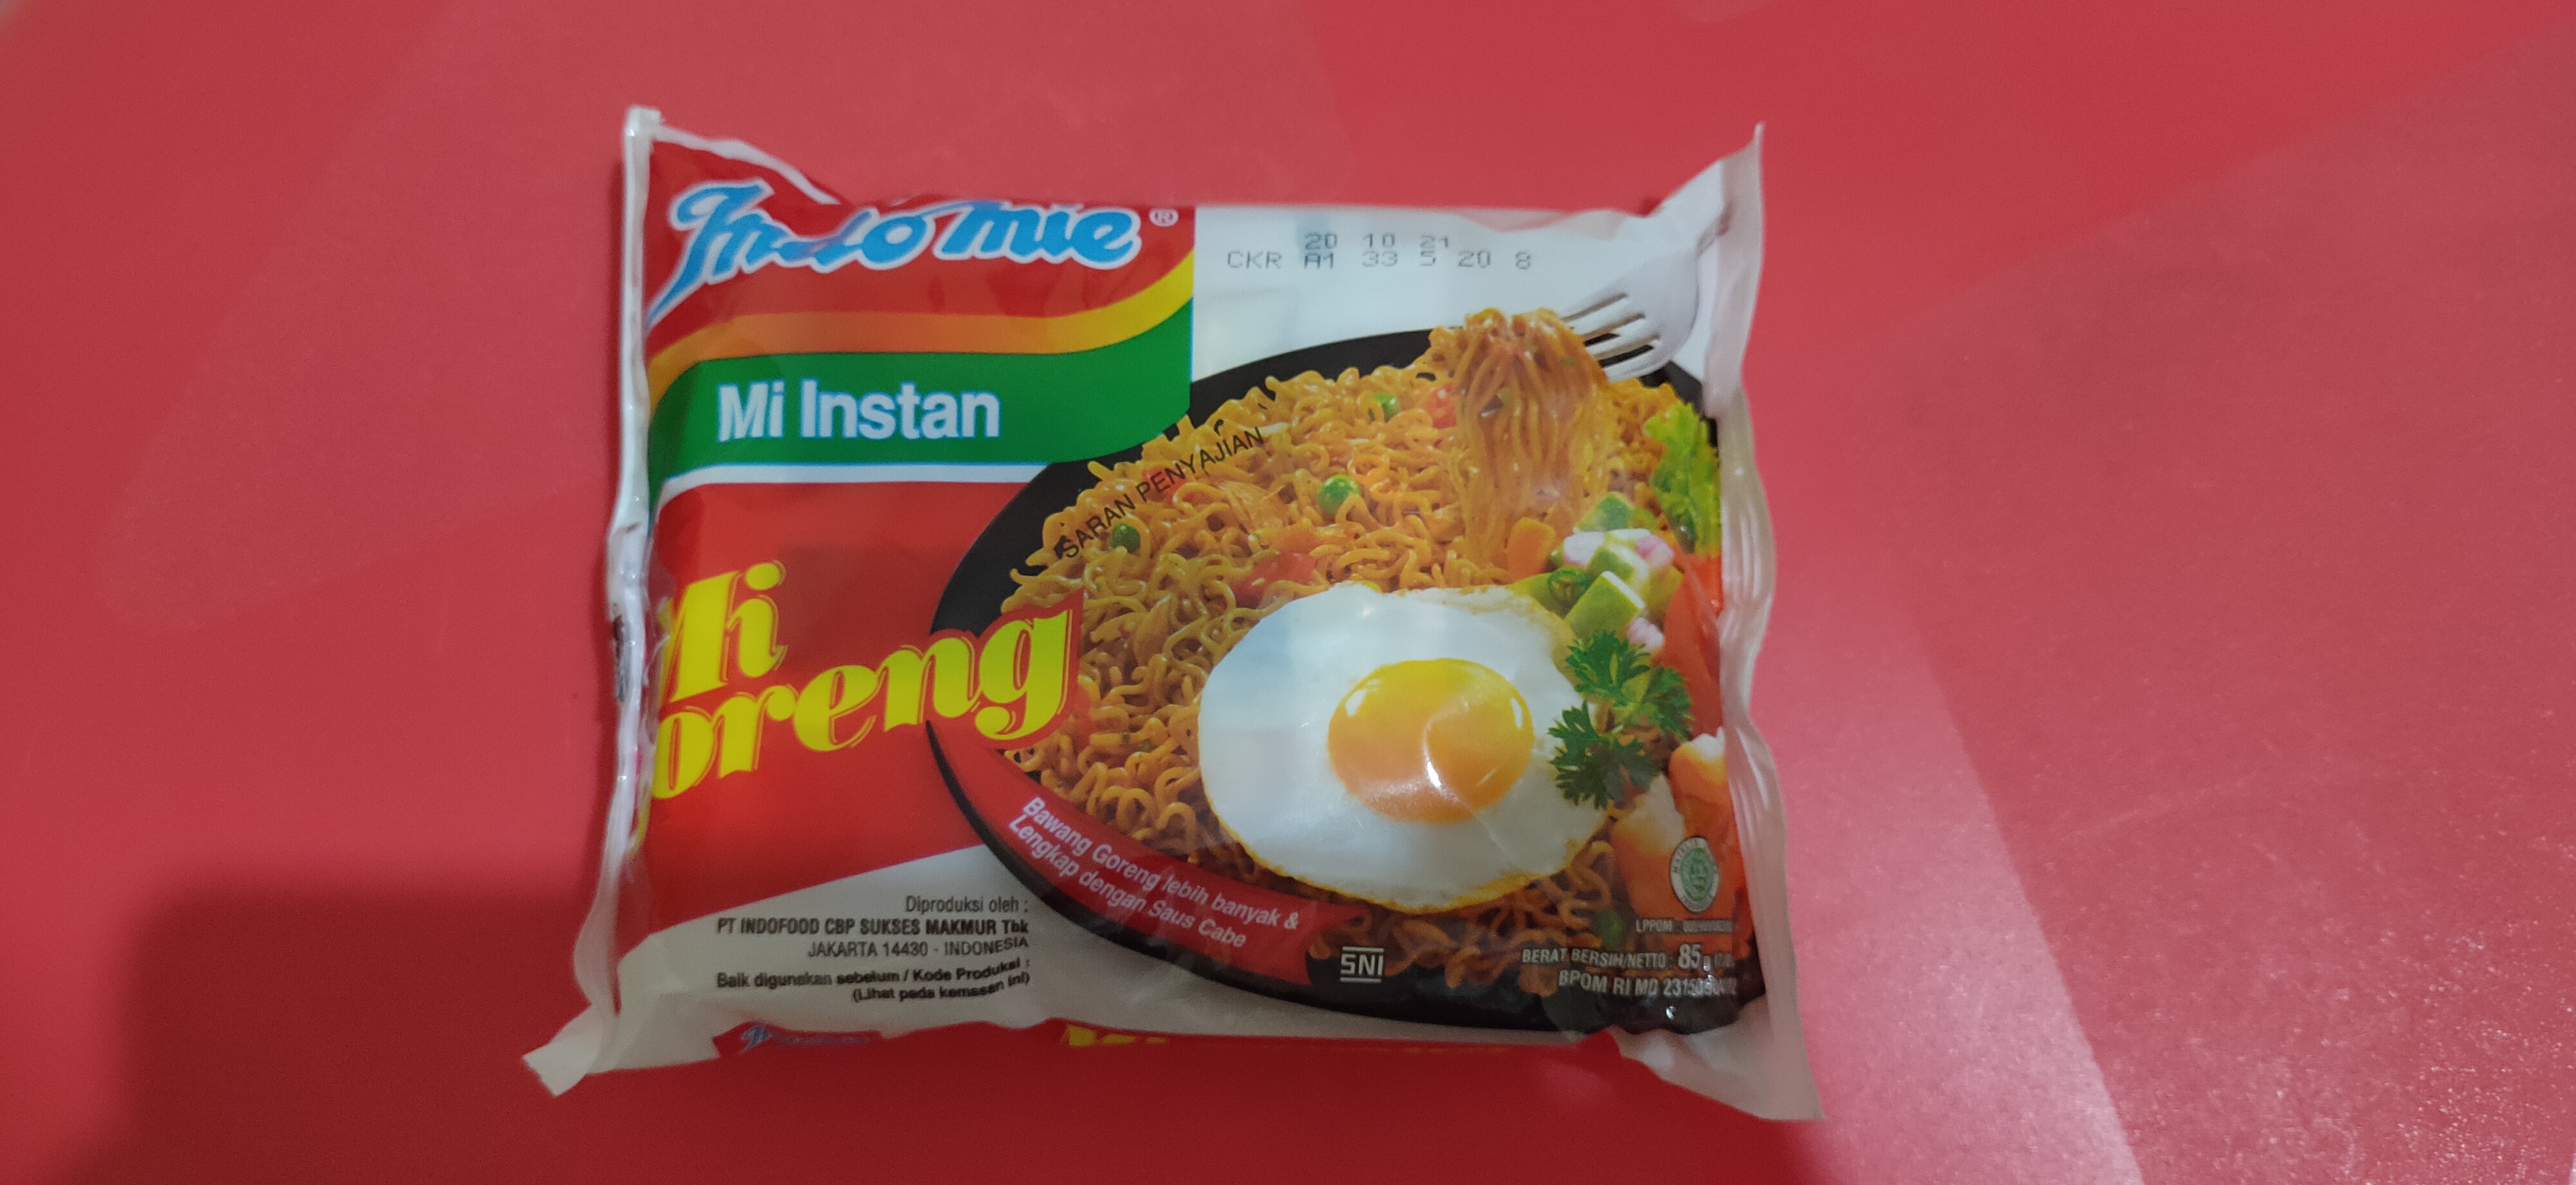 Indomie®
20 10 21
CKR A1 33 5 20 8
Mi Instan
SARAN PENYAJIAN
Mi
oreng
Bawang Goreng lebih banyak &
Lengkap dengan Saus Cabe
Diproduksi oleh :
PT INDOFOOD CBP SUKSES MAKMUR Tbk
JAKARTA 14430 - INDONESIA
Baik digunakan sebelum / Kode Produksi :
(Lihat pada kemasan ini)
SNI
LPPOM
BERAT BERSIH/NETTO : 85g
BPOM RI MD